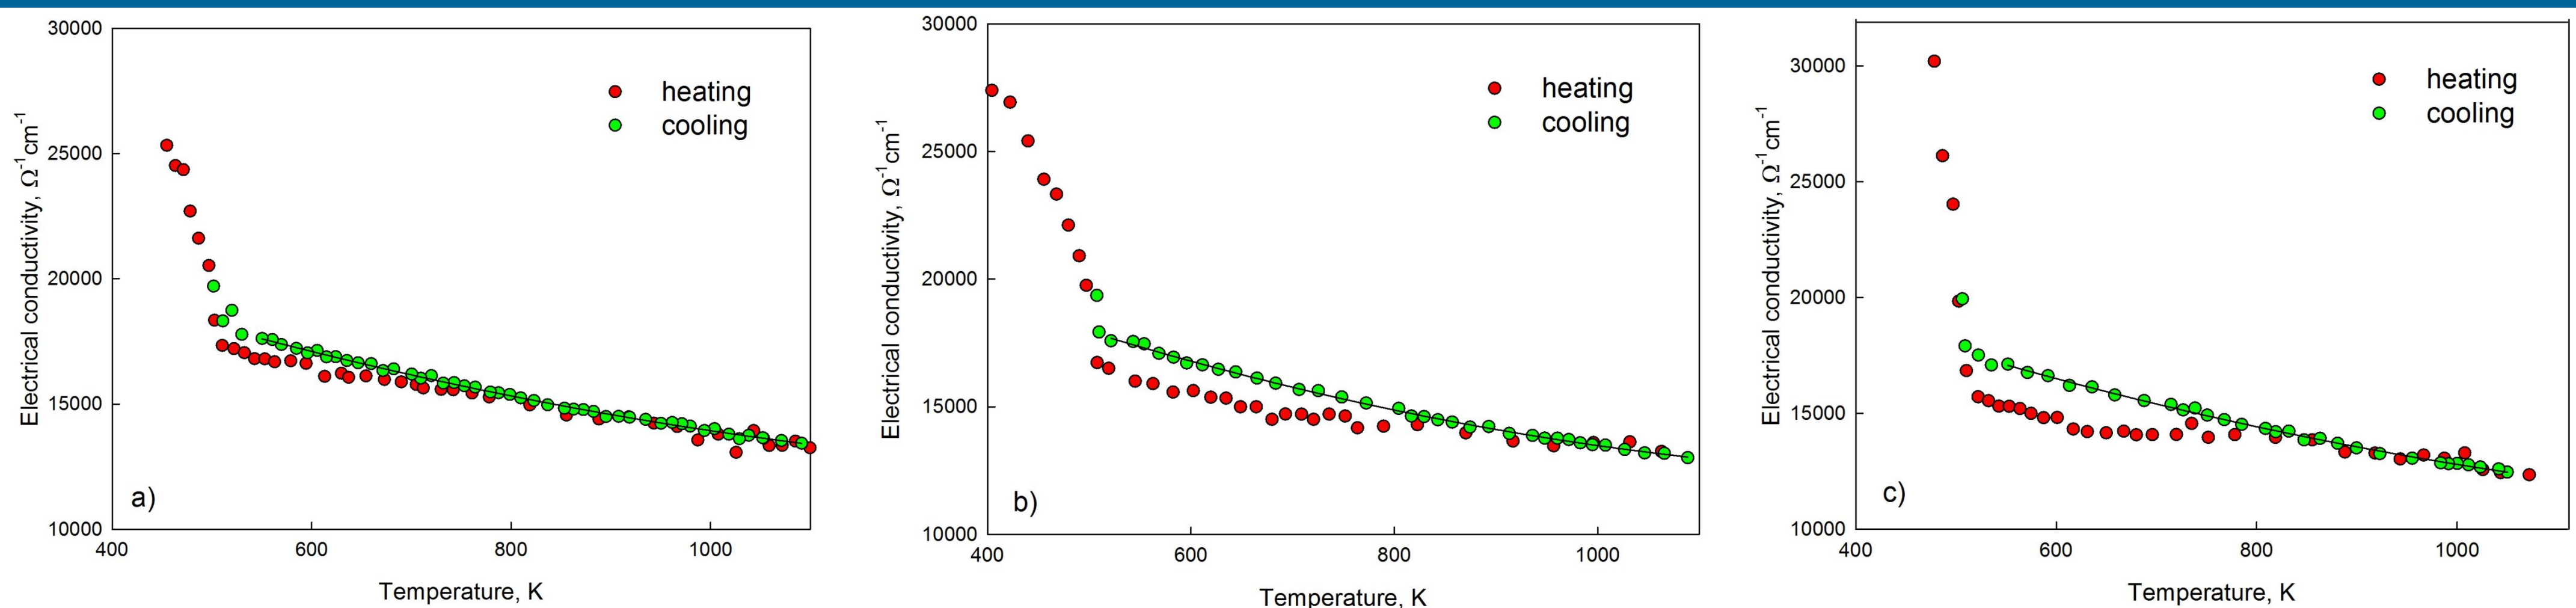 30000
25000
20000
15000
10000
400
600
800
1000
Electrical conductivity, Ω⁻¹cm⁻¹
Temperature, K
heating
cooling
a)
30000
25000
20000
15000
10000
400
600
800
1000
Electrical conductivity, Ω⁻¹cm⁻¹
Temperature, K
heating
cooling
b)
30000
25000
20000
15000
10000
400
600
800
1000
Electrical conductivity, Ω⁻¹cm⁻¹
Temperature, K
heating
cooling
c)